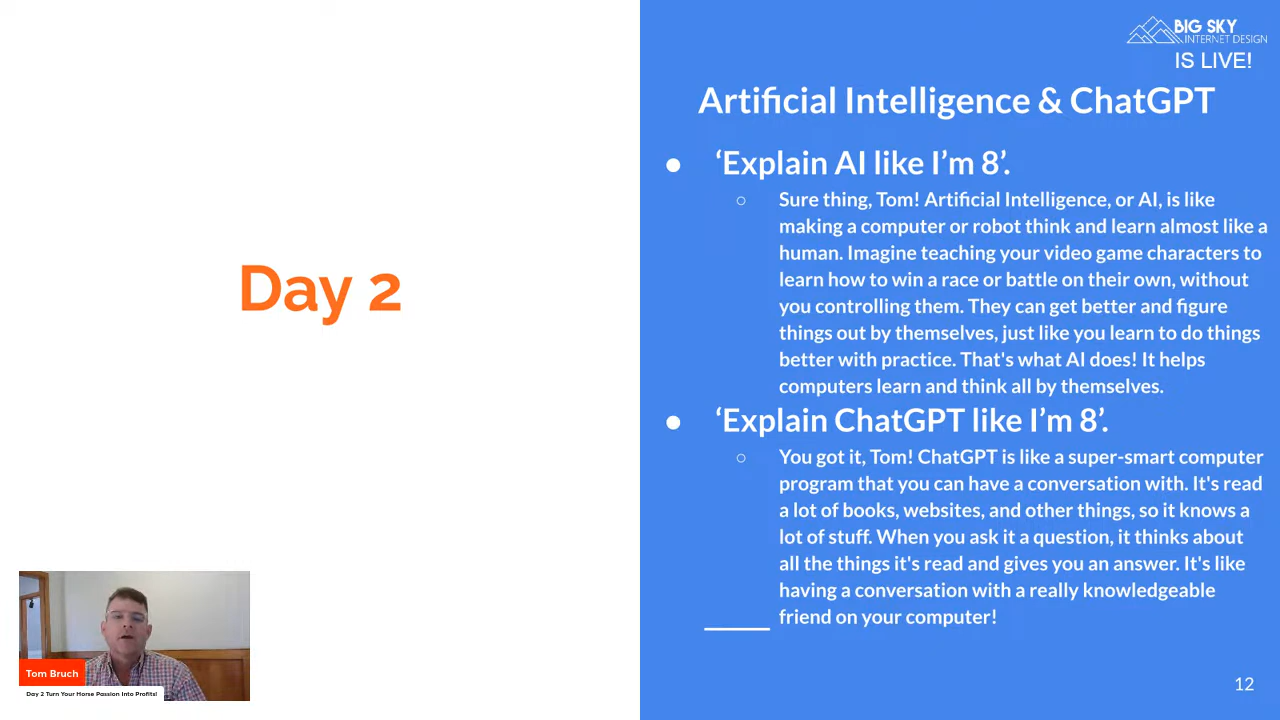 Day 2
Tom Bruch
Day 2 Turn Your Horse Passion Into Profits!
BIG SKY
INTERNET DESIGN
IS LIVE!
Artificial Intelligence & ChatGPT
● ‘Explain AI like I’m 8’.
○ Sure thing, Tom! Artificial Intelligence, or AI, is like
making a computer or robot think and learn almost like a
human. Imagine teaching your video game characters to
learn how to win a race or battle on their own, without
you controlling them. They can get better and figure
things out by themselves, just like you learn to do things
better with practice. That's what AI does! It helps
computers learn and think all by themselves.
● ‘Explain ChatGPT like I’m 8’.
○ You got it, Tom! ChatGPT is like a super-smart computer
program that you can have a conversation with. It's read
a lot of books, websites, and other things, so it knows a
lot of stuff. When you ask it a question, it thinks about
all the things it's read and gives you an answer. It's like
having a conversation with a really knowledgeable
friend on your computer!
12